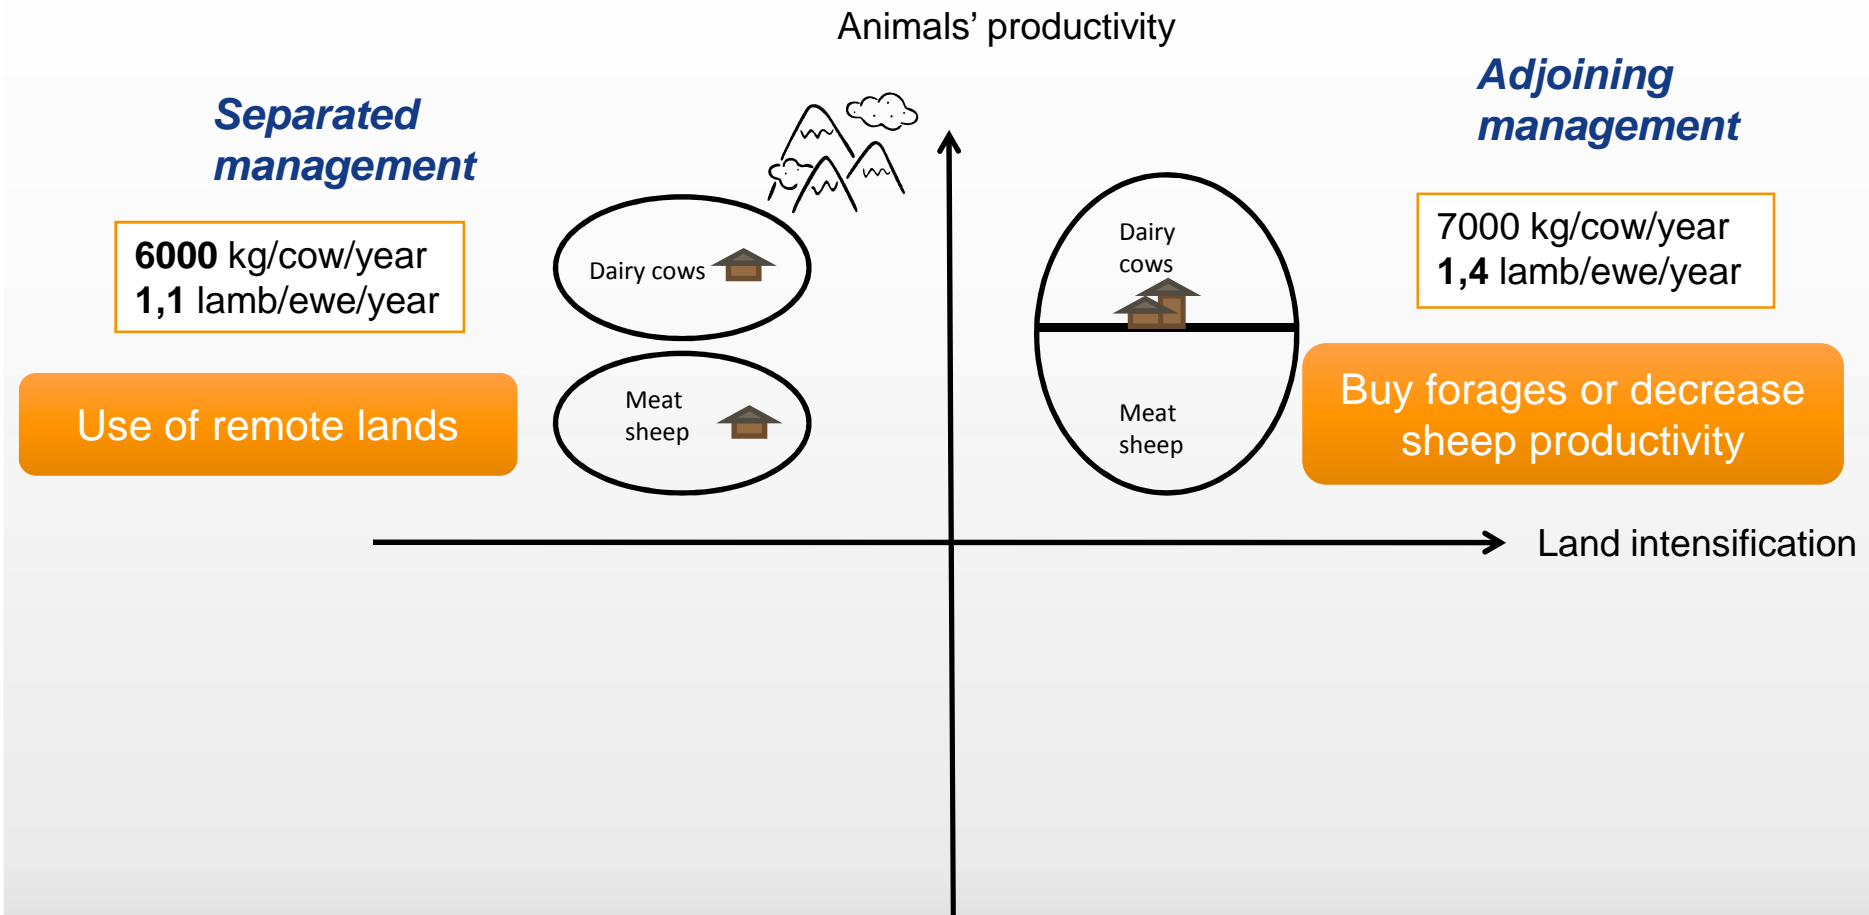 Animals' productivity
Separated
management
6000 kg/cow/year
1,1 lamb/ewe/year
Use of remote lands
Dairy cows
Meat
sheep
Adjoining
management
7000 kg/cow/year
1,4 lamb/ewe/year
Dairy
cows
Meat
sheep
Buy forages or decrease
sheep productivity
Land intensification